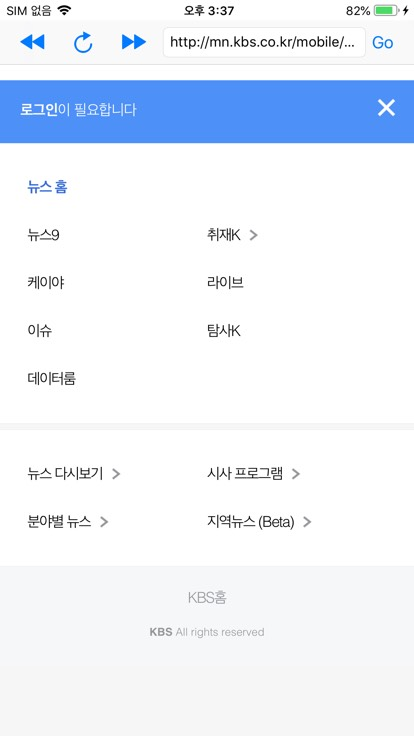 SIM 없음 오후 3:37 82%
http://mn.kbs.co.kr/mobile/... Go
로그인이 필요합니다
뉴스 홈
뉴스9 취재K
케이야 라이브
이슈 탐사K
데이터룸
뉴스 다시보기 시사 프로그램
분야별 뉴스 지역뉴스 (Beta)
KBS홈
KBS All rights reserved